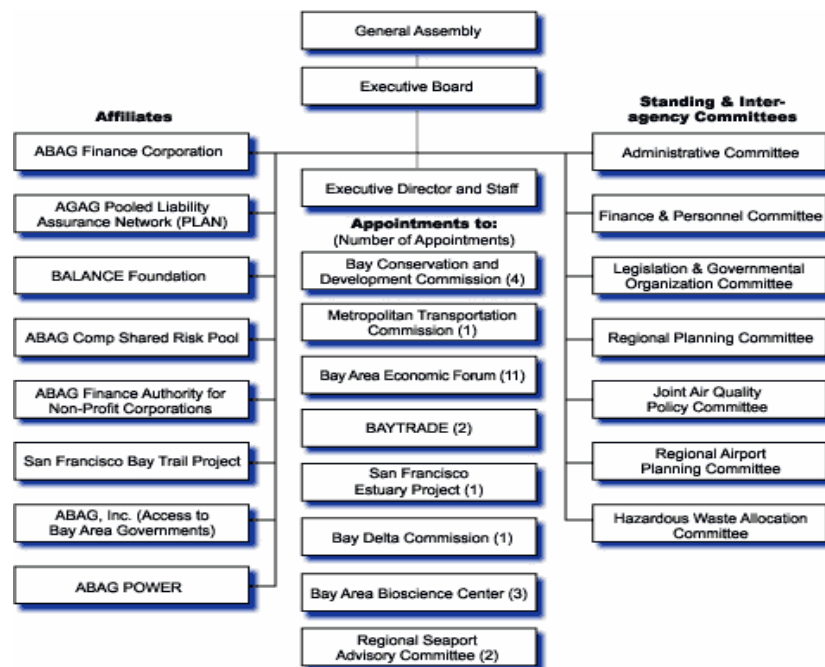 General Assembly
Executive Board
Affiliates
ABAG Finance Corporation
AGAG Pooled Liability
Assurance Network (PLAN)
BALANCE Foundation
ABAG Comp Shared Risk Pool
ABAG Finance Authority for
Non-Profit Corporations
San Francisco Bay Trail Project
ABAG, Inc. (Access to
Bay Area Governments)
ABAG POWER
Executive Director and Staff
Appointments to:
(Number of Appointments)
Bay Conservation and
Development Commission (4)
Metropolitan Transportation
Commission (1)
Bay Area Economic Forum (11)
BAYTRADE (2)
San Francisco
Estuary Project (1)
Bay Delta Commission (1)
Bay Area Bioscience Center (3)
Regional Seaport
Advisory Committee (2)
Standing & Inter-
agency Committees
Administrative Committee
Finance & Personnel Committee
Legislation & Governmental
Organization Committee
Regional Planning Committee
Joint Air Quality
Policy Committee
Regional Airport
Planning Committee
Hazardous Waste Allocation
Committee